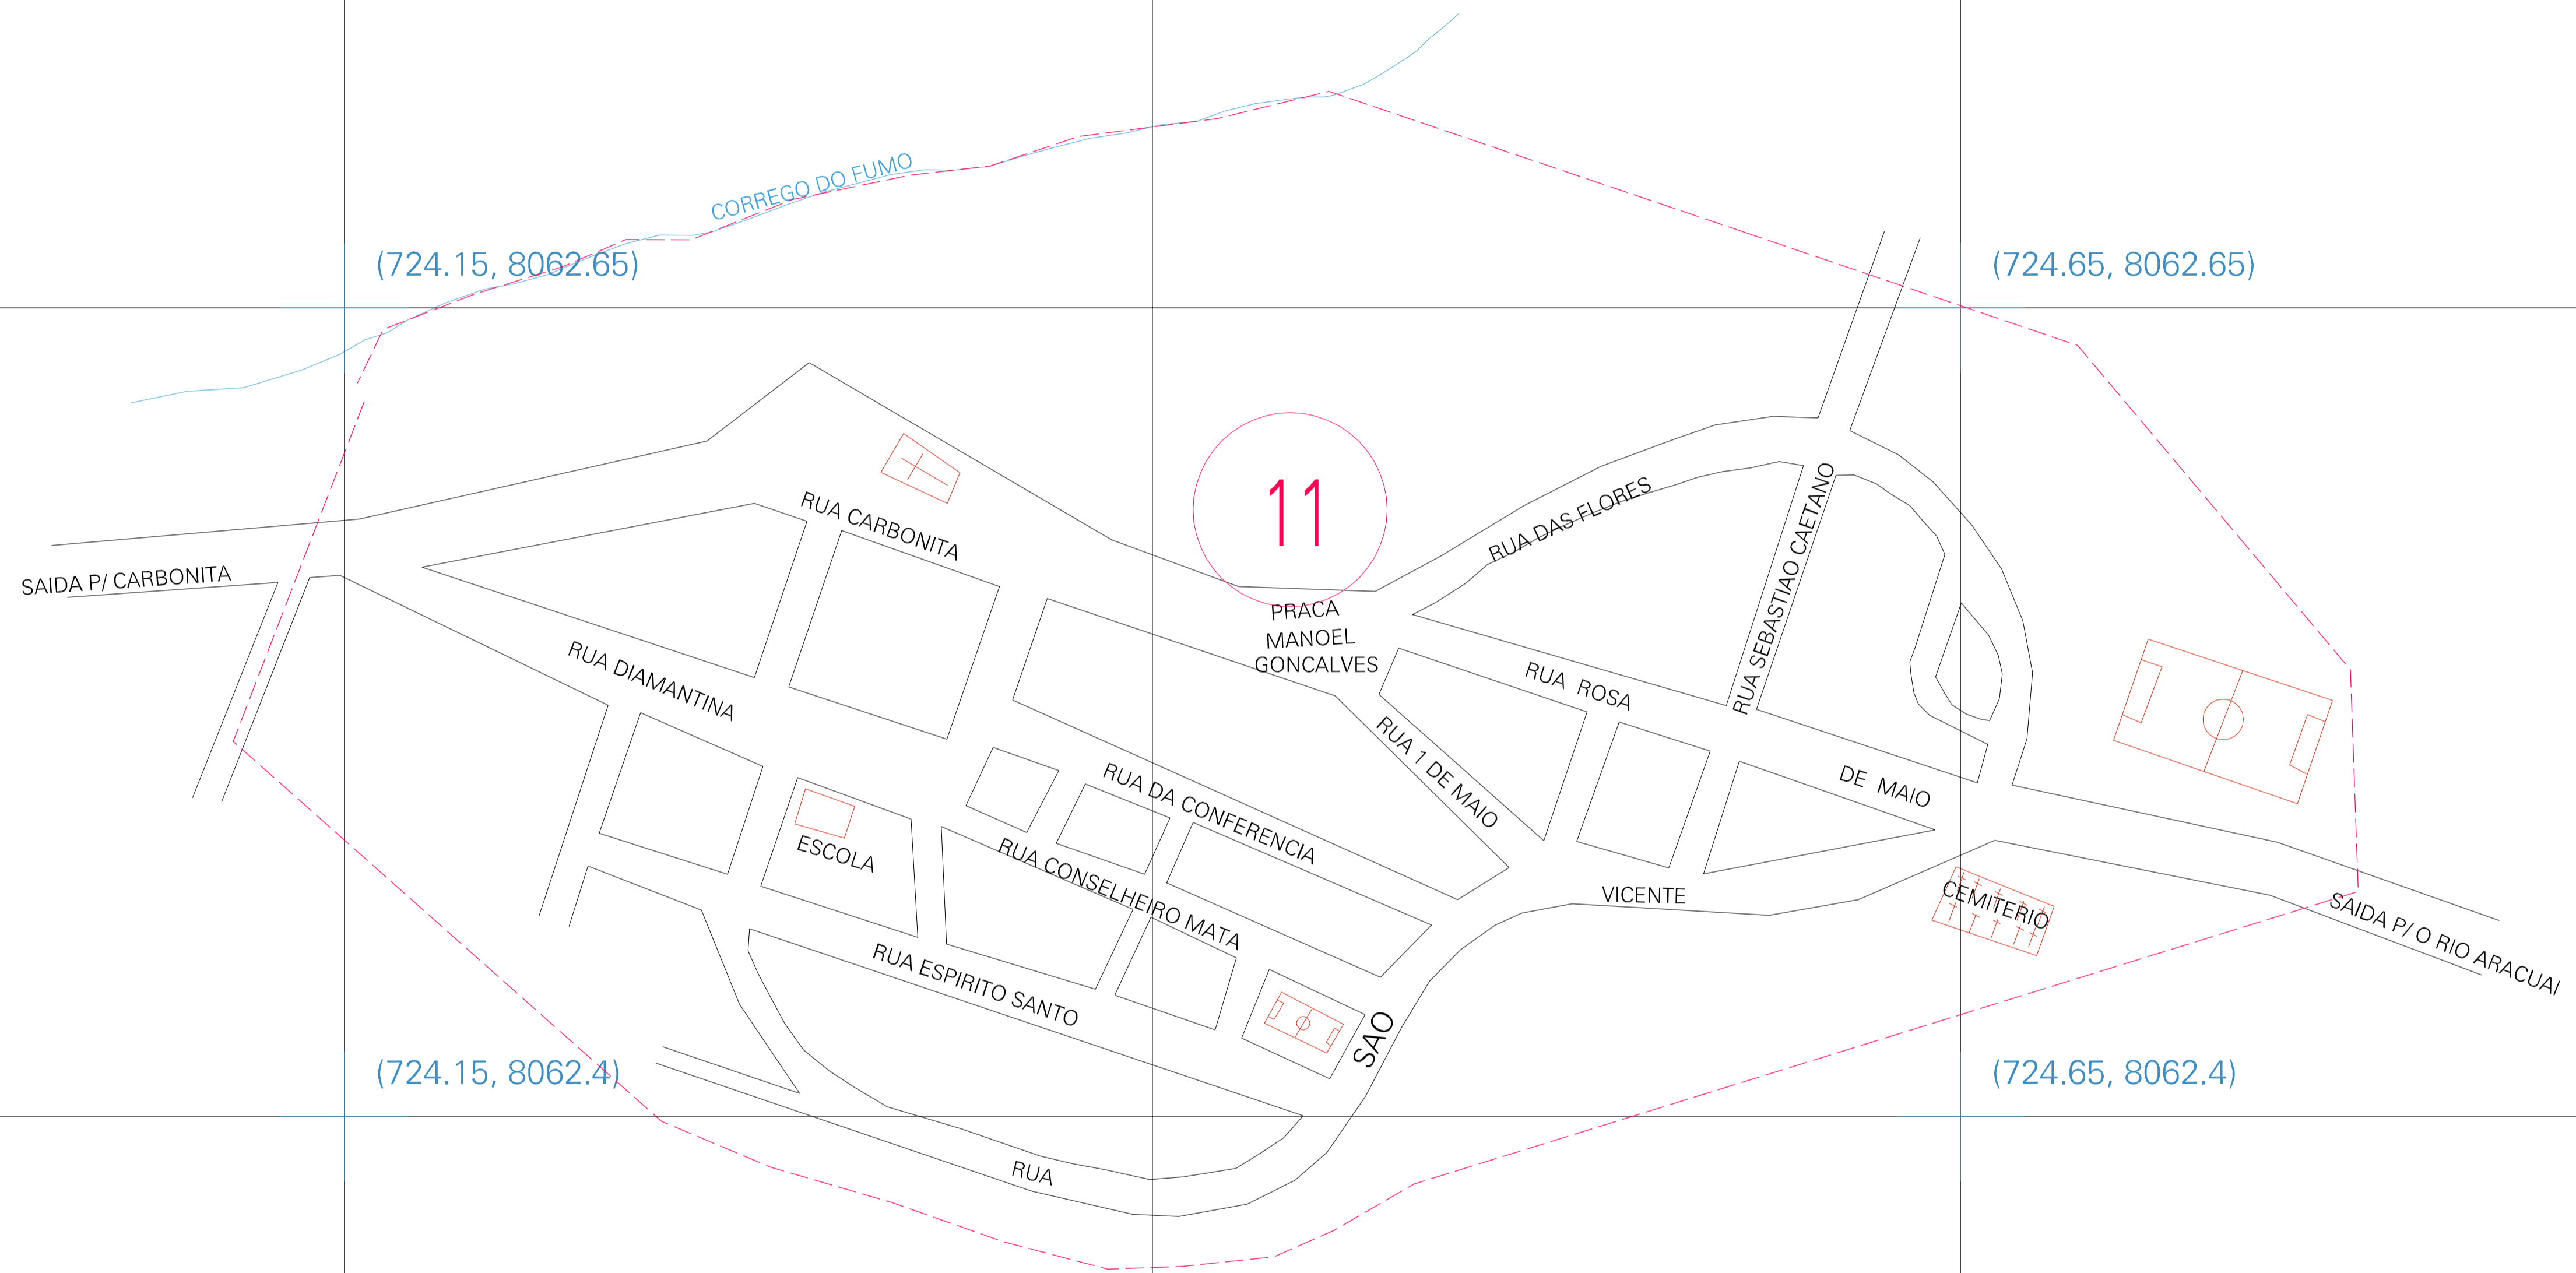 CORREGO DO FUMO
(724.15, 8062.65)
(724.65, 8062.65)
11
RUA CARBONITA
RUA DAS FLORES
RUA SEBASTIAO CAETANO
SAIDA P/ CARBONITA
PRACA
MANOEL
GONCALVES
RUA DIAMANTINA
RUA ROSA
RUA 1 DE MAIO
DE MAIO
RUA DA CONFERENCIA
ESCOLA
RUA CONSELHEIRO MATA
VICENTE
CEMITERIO
SAIDA P/ O RIO ARACUAI
RUA ESPIRITO SANTO
SAO
(724.15, 8062.4)
(724.65, 8062.4)
RUA